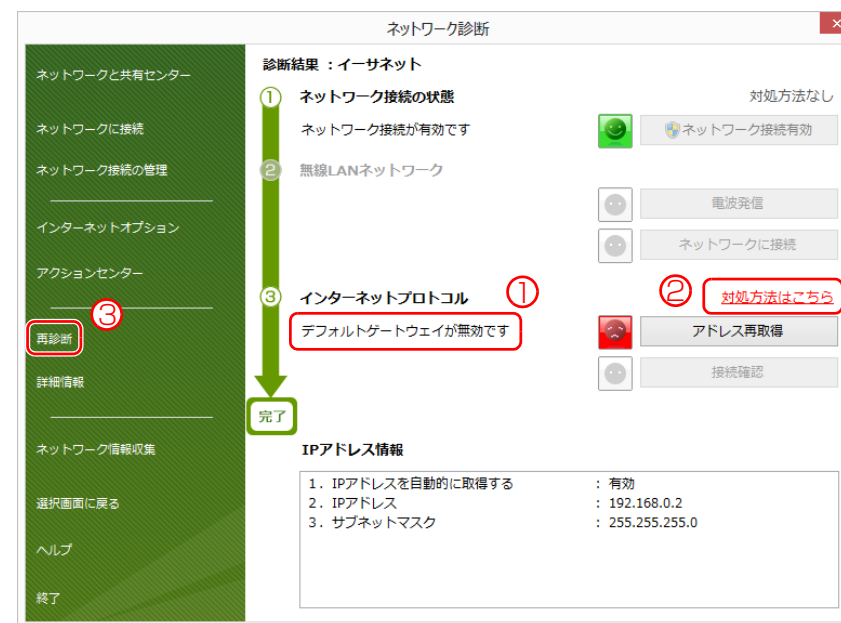 ネットワーク診断
×
ネットワークと共有センター
ネットワークに接続
ネットワーク接続の管理
インターネットオプション
アクションセンター
③
再診断
詳細情報
ネットワーク情報収集
選択画面に戻る
ヘルプ
終了
診断結果 ：イーサネット
① ネットワーク接続の状態 対処方法なし
ネットワーク接続が有効です ネットワーク接続有効
② 無線LANネットワーク
電波発信
ネットワークに接続
③ インターネットプロトコル ① ② 対処方法はこちら
デフォルトゲートウェイが無効です アドレス再取得
接続確認
完了
IPアドレス情報
1. IPアドレスを自動的に取得する : 有効
2. IPアドレス : 192.168.0.2
3. サブネットマスク : 255.255.255.0